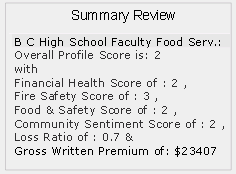 Summary Review
B C High School Faculty Food Serv.:
Overall Profile Score is: 2
with
Financial Health Score of : 2 ,
Fire Safety Score of : 3 ,
Food & Safety Score of : 2 ,
Community Sentiment Score of : 2 ,
Loss Ratio of : 0.7 &
Gross Written Premium of: $23407